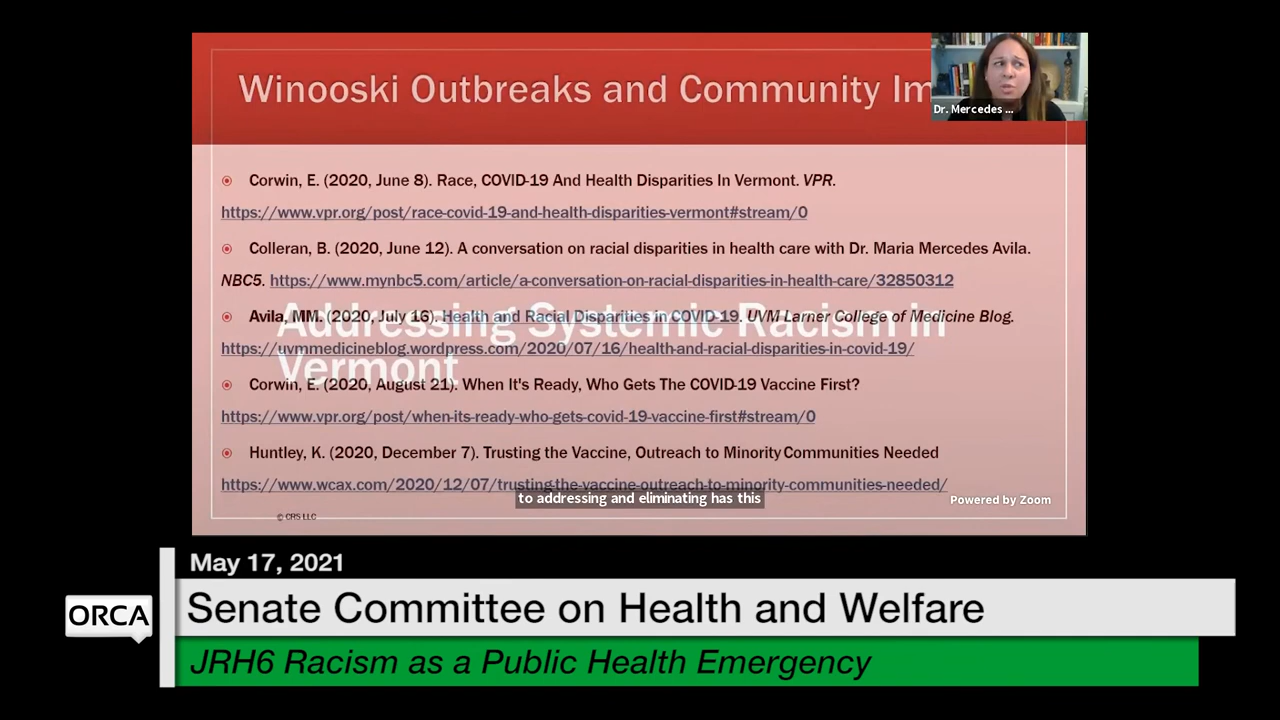 Winooski Outbreaks and Community Im
Dr. Mercedes ...
Corwin, E. (2020, June 8). Race, COVID-19 And Health Disparities In Vermont. VPR.
https://www.vpr.org/post/race-covid-19-and-health-disparities-vermont#stream/0
Colleran, B. (2020, June 12). A conversation on racial disparities in health care with Dr. Maria Mercedes Avila.
NBC5. https://www.mynbc5.com/article/a-conversation-on-racial-disparities-in-health-care/32850312
Avila, MM. (2020, July 16). Health and Racial Disparities in COVID-19. UVM Larner College of Medicine Blog.
Addressing Systemic Racism in
https://uvmmedicineblog.wordpress.com/2020/07/16/health-and-racial-disparities-in-covid-19/
Vermont
Corwin, E. (2020, August 21). When It's Ready, Who Gets The COVID-19 Vaccine First?
https://www.vpr.org/post/when-its-ready-who-gets-covid-19-vaccine-first#stream/0
Huntley, K. (2020, December 7). Trusting the Vaccine, Outreach to Minority Communities Needed
https://www.wcax.com/2020/12/07/trusting-the-vaccine-outreach-to-minority-communities-needed/
to addressing and eliminating has this
Powered by Zoom
© CRS LLC
May 17, 2021
ORCA
Senate Committee on Health and Welfare
JRH6 Racism as a Public Health Emergency